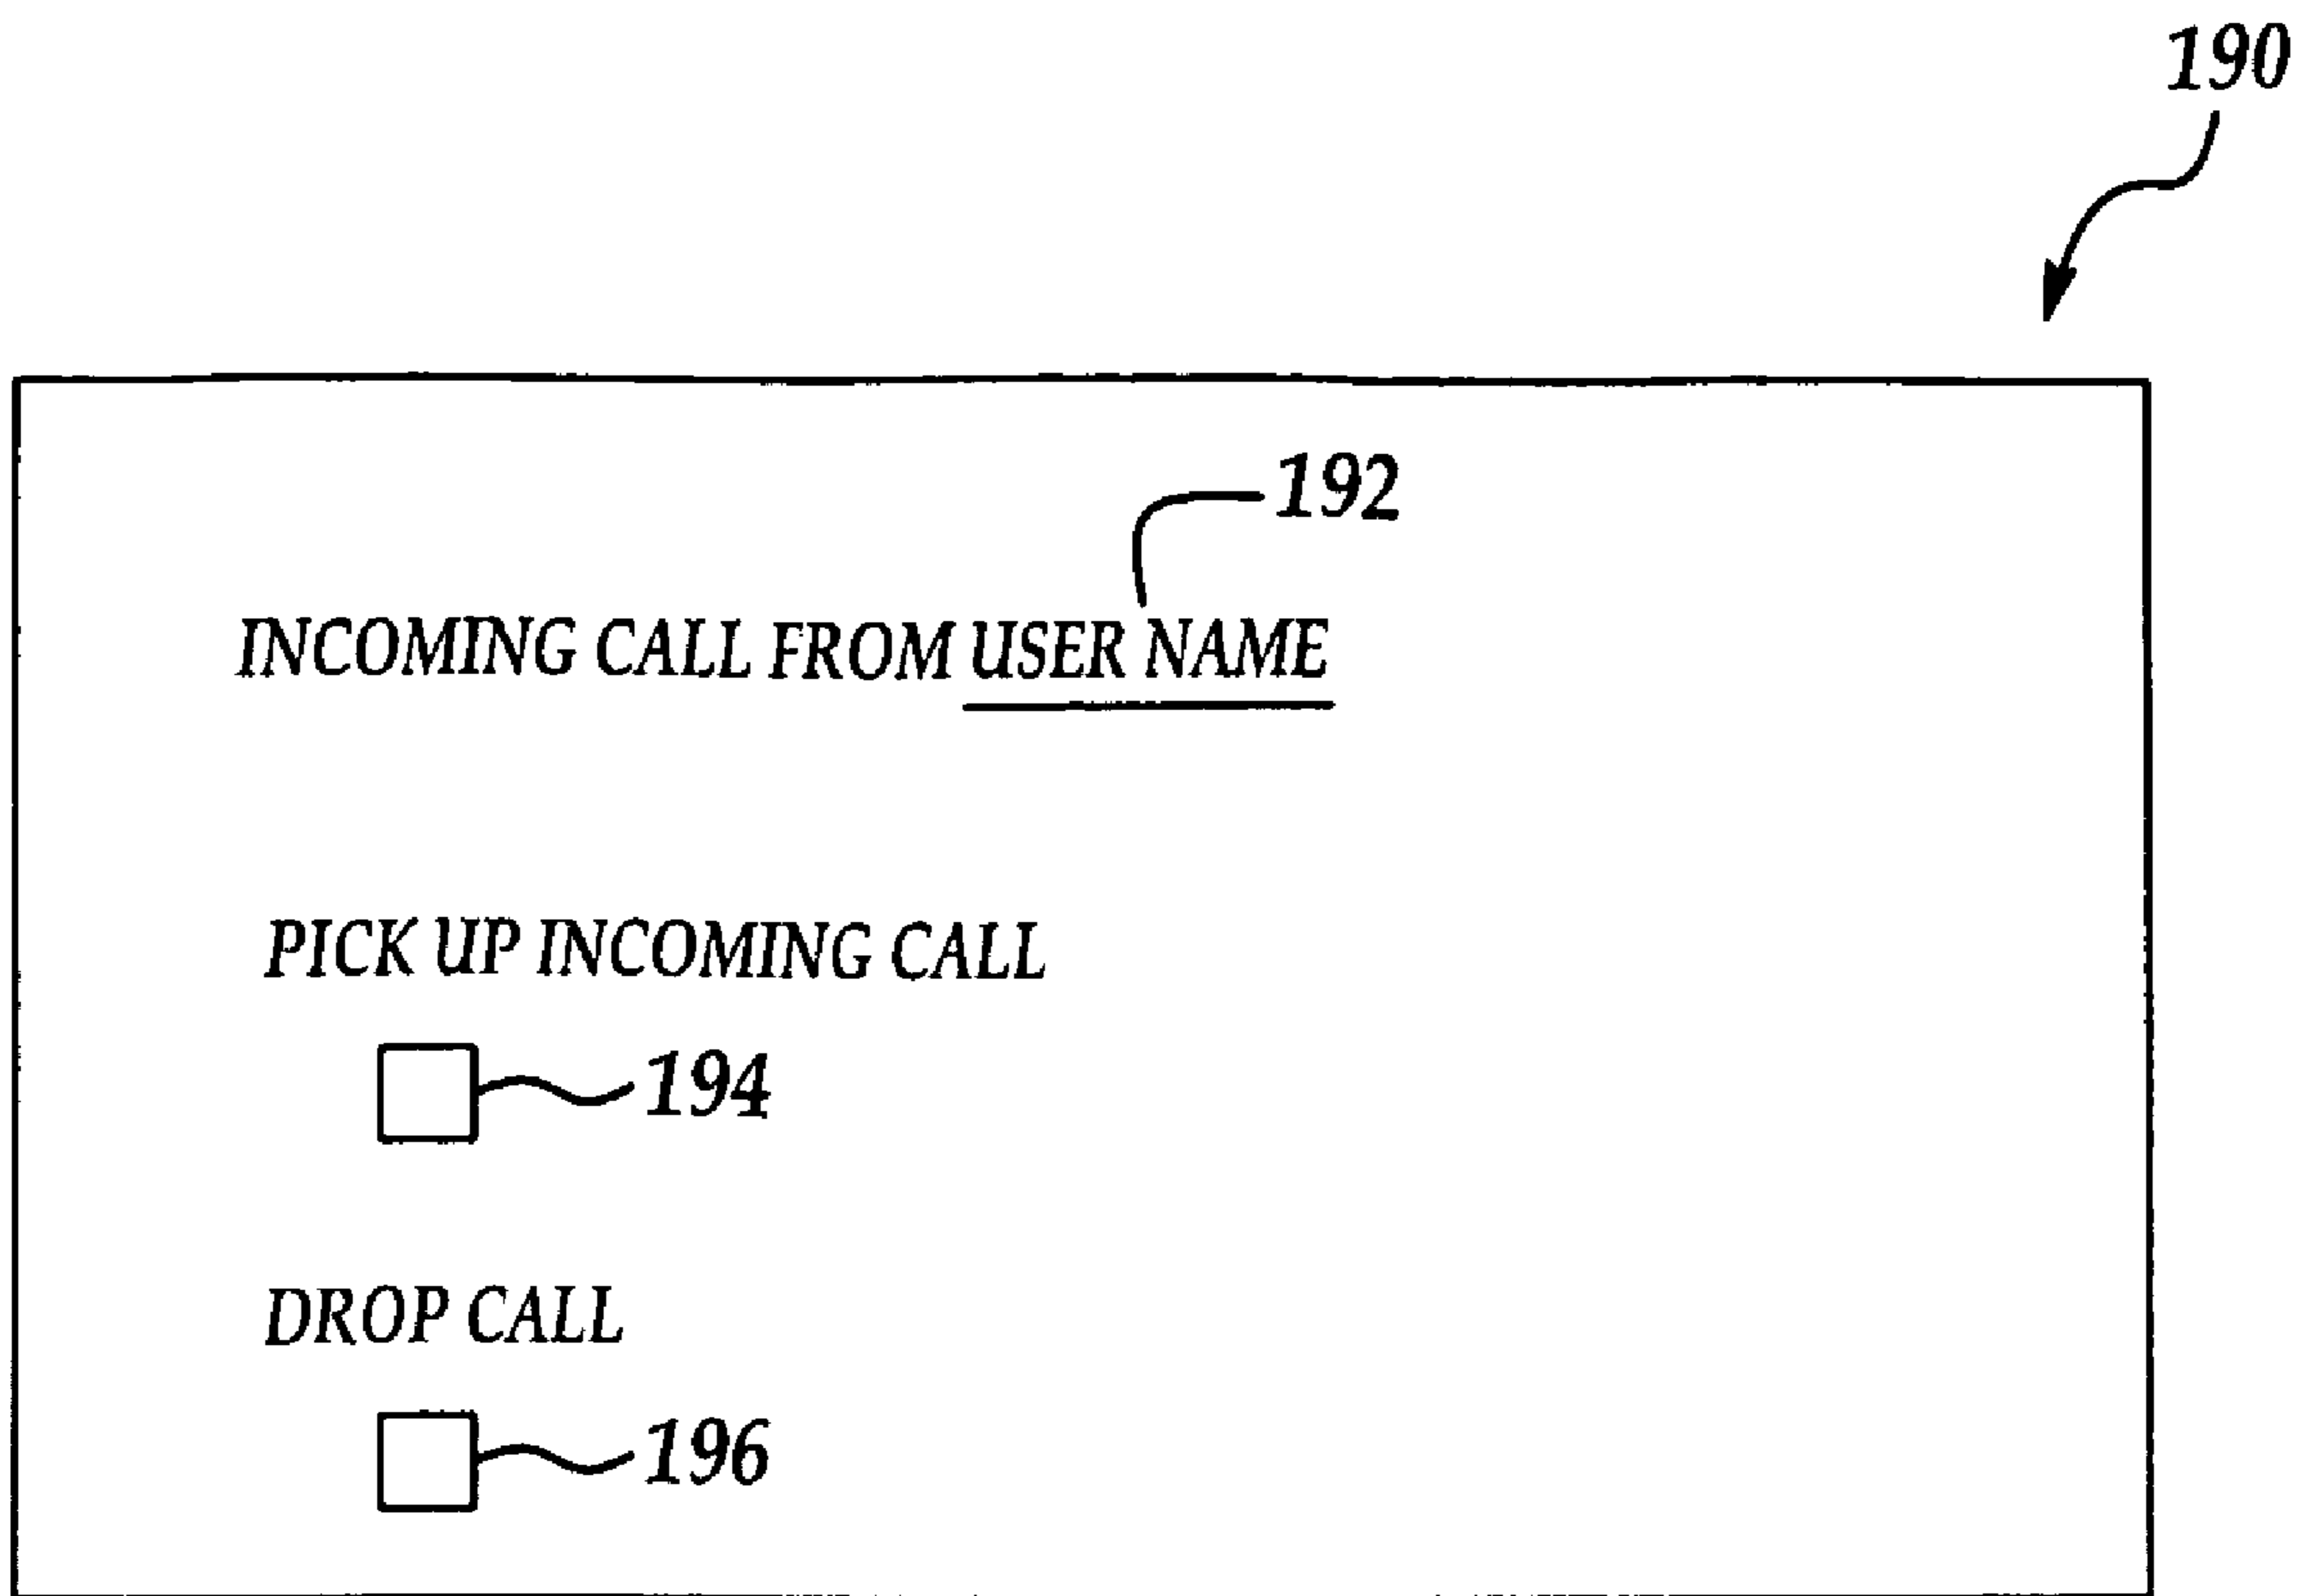 190
192
INCOMING CALL FROM USER NAME
PICK UP INCOMING CALL
194
DROP CALL
196